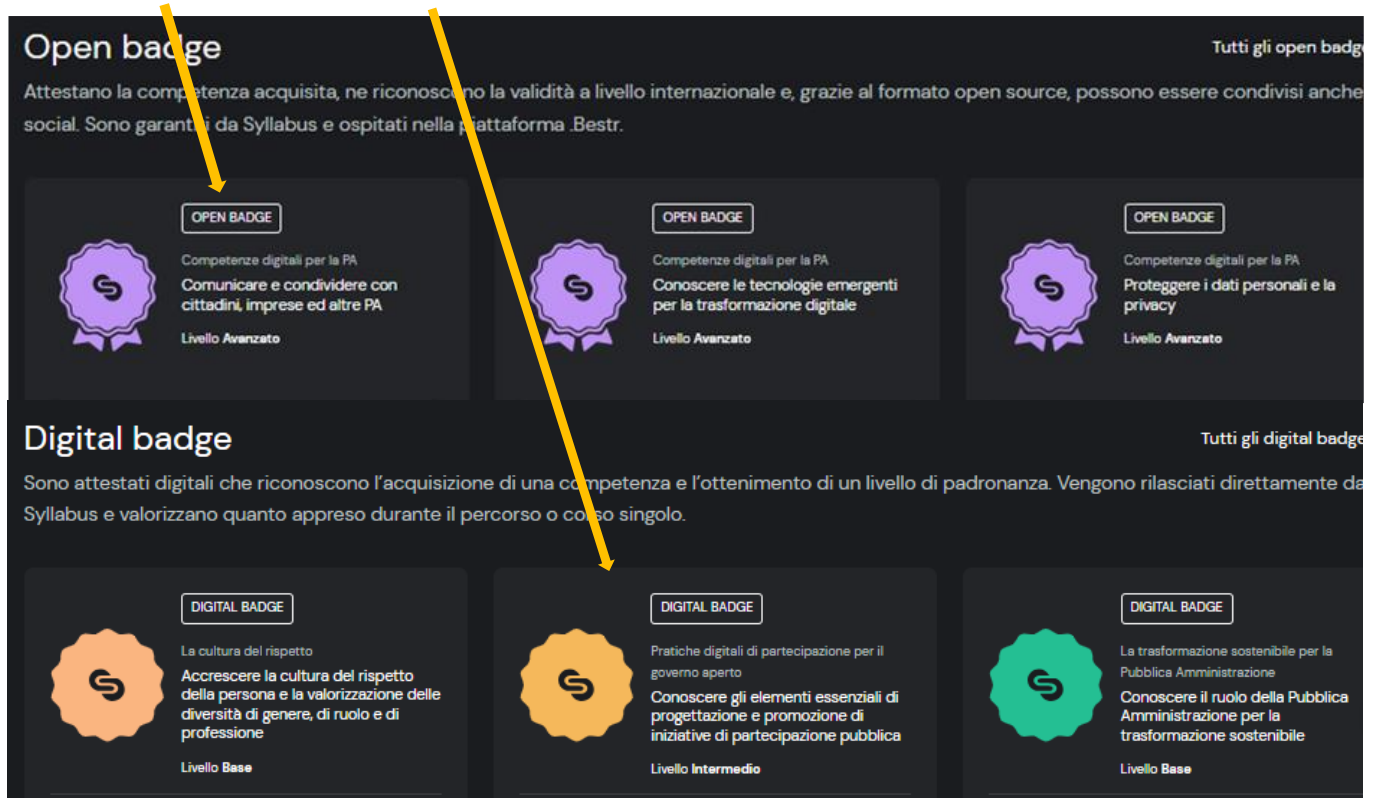 Open badge
Tutti gli open badge
Attestano la competenza acquisita, ne riconoscono la validità a livello internazionale e, grazie al formato open source, possono essere condivisi anche
social. Sono garantiti da Syllabus e ospitati nella piattaforma .Bestr.
OPEN BADGE
Competenze digitali per la PA
Comunicare e condividere con
cittadini, imprese ed altre PA
Livello Avanzato
OPEN BADGE
Competenze digitali per la PA
Conoscere le tecnologie emergenti
per la trasformazione digitale
Livello Avanzato
OPEN BADGE
Competenze digitali per la PA
Proteggere i dati personali e la
privacy
Livello Avanzato
Digital badge
Tutti gli digital badge
Sono attestati digitali che riconoscono l'acquisizione di una competenza e l'ottenimento di un livello di padronanza. Vengono rilasciati direttamente da
Syllabus e valorizzano quanto appreso durante il percorso o corso singolo.
DIGITAL BADGE
La cultura del rispetto
Accrescere la cultura del rispetto
della persona e la valorizzazione delle
diversità di genere, di ruolo e di
professione
Livello Base
DIGITAL BADGE
Pratiche digitali di partecipazione per il
governo aperto
Conoscere gli elementi essenziali di
progettazione e promozione di
iniziative di partecipazione pubblica
Livello Intermedio
DIGITAL BADGE
La trasformazione sostenibile per la
Pubblica Amministrazione
Conoscere il ruolo della Pubblica
Amministrazione per la
trasformazione sostenibile
Livello Base